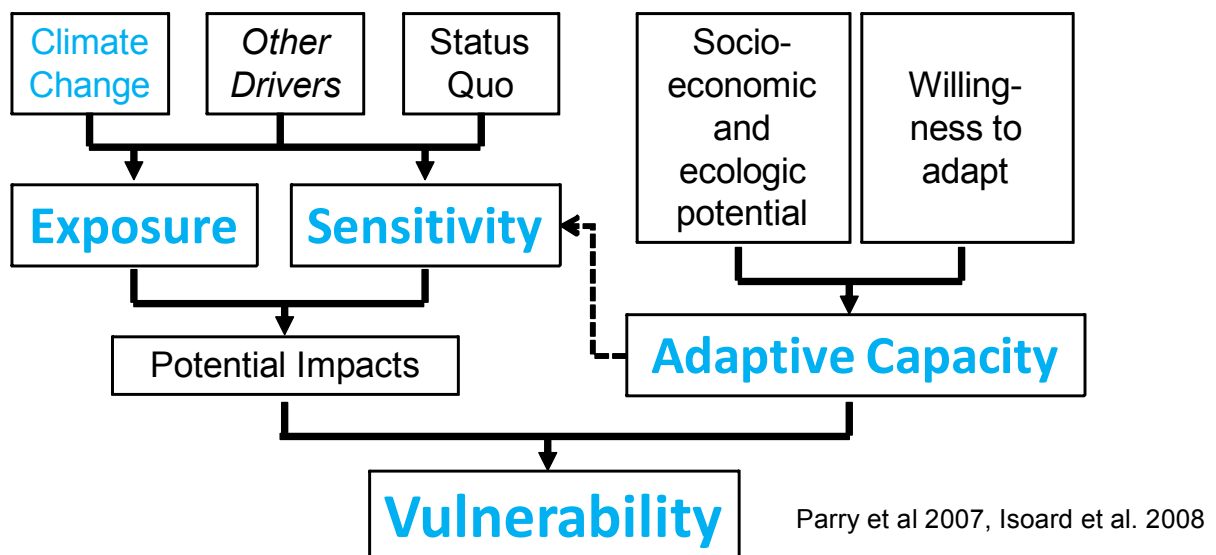 Climate
Change
Other
Drivers
Status
Quo
Socio-
economic
and
ecologic
potential
Willing-
ness to
adapt
Exposure
Sensitivity
Potential Impacts
Adaptive Capacity
Vulnerability
Parry et al 2007, Isoard et al. 2008